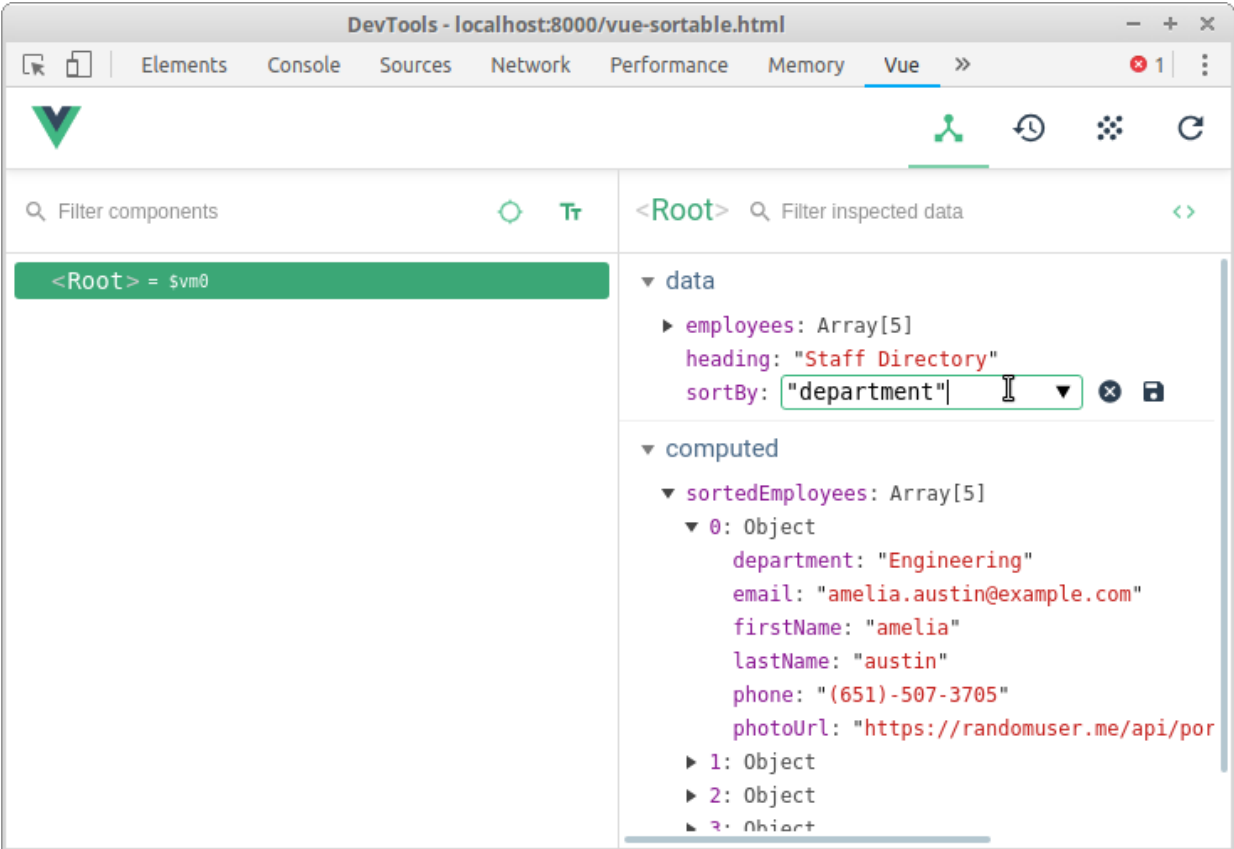 DevTools - localhost:8000/vue-sortable.html
Elements Console Sources Network Performance Memory Vue » 1
Filter components
Tт
<Root> Filter inspected data
<Root> = $vm0
data
employees: Array[5]
heading: "Staff Directory"
sortBy: "department"
computed
sortedEmployees: Array[5]
0: Object
department: "Engineering"
email: "amelia.austin@example.com"
firstName: "amelia"
lastName: "austin"
phone: "(651)-507-3705"
photoUrl: "https://randomuser.me/api/por
1: Object
2: Object
3: Object